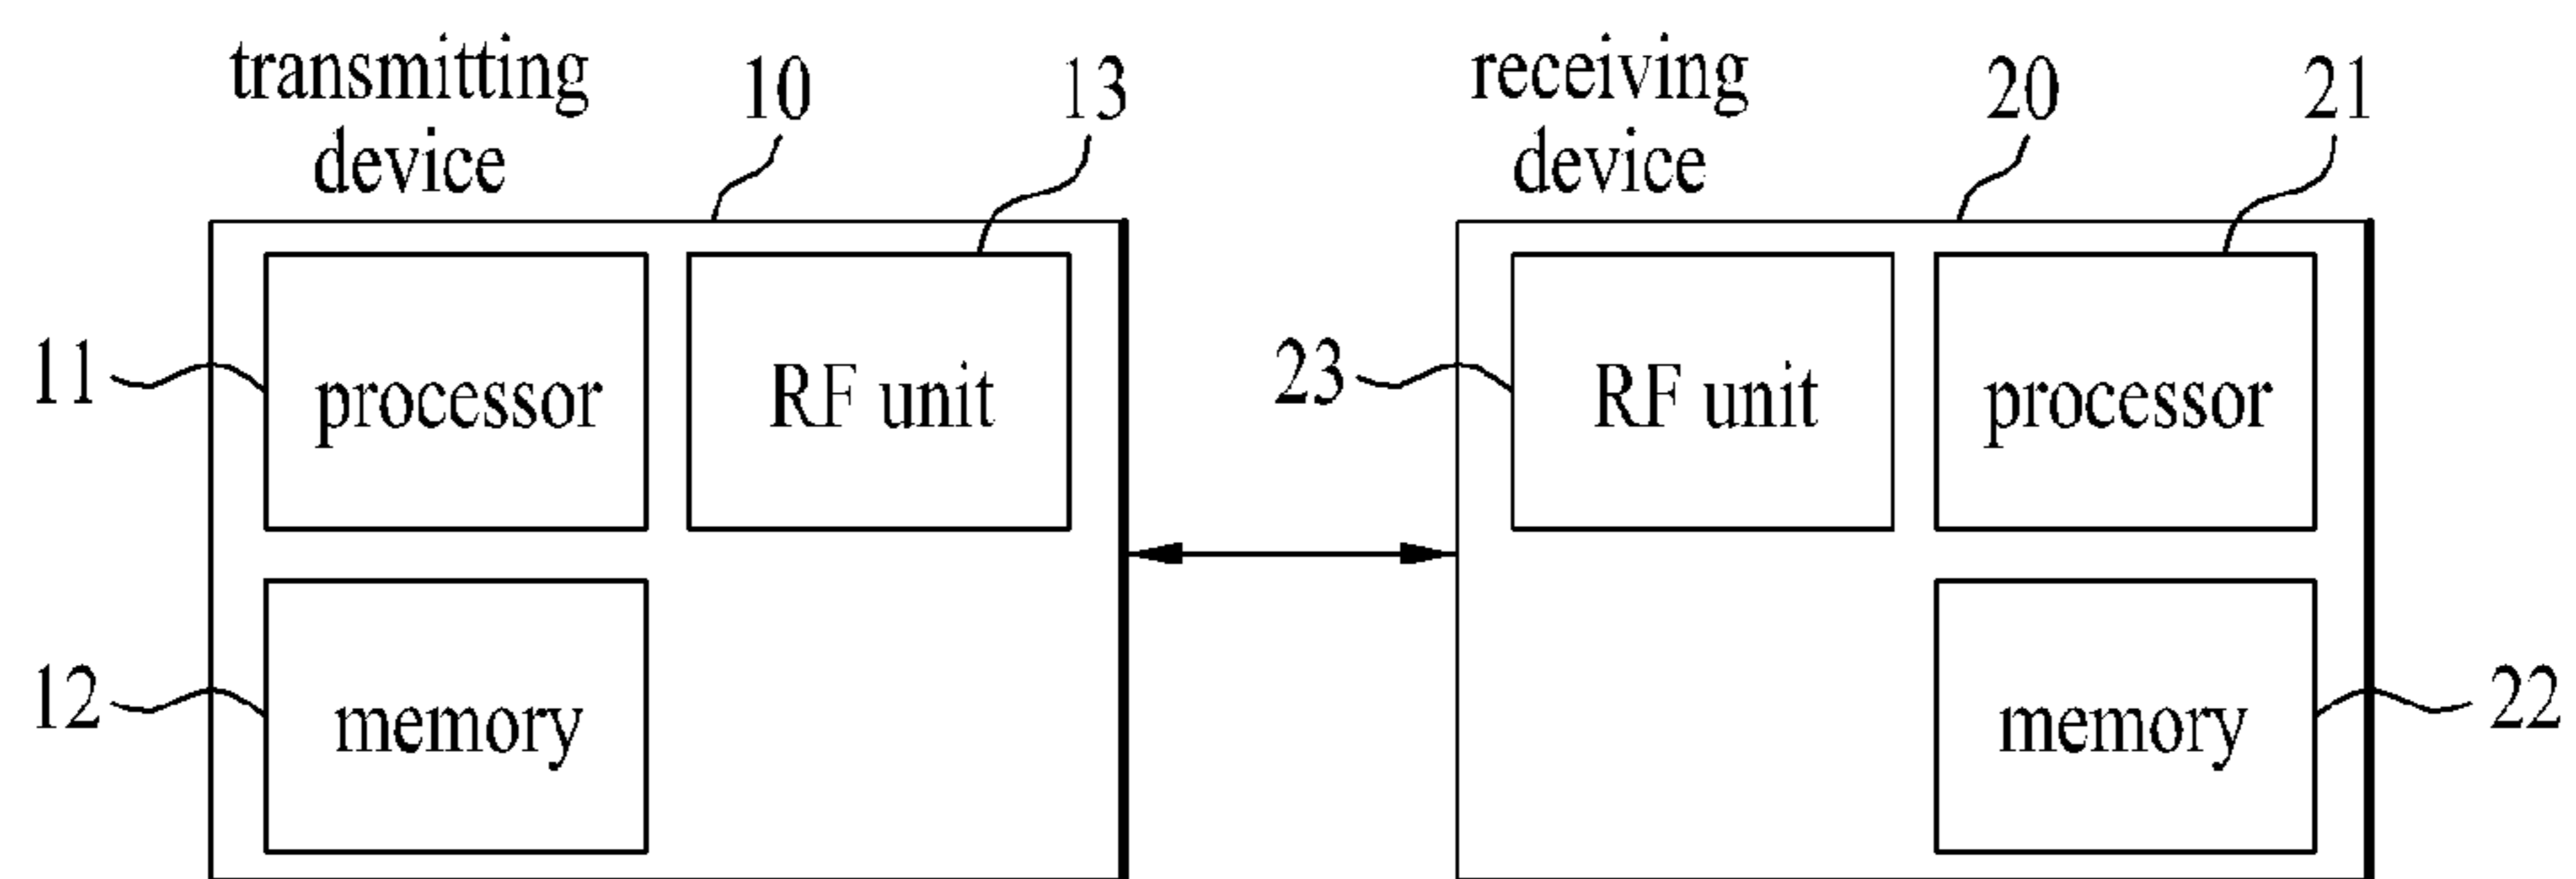 transmitting
device
10
13
receiving
device
20
21
11
processor
RF unit
23
RF unit
processor
12
memory
memory
22